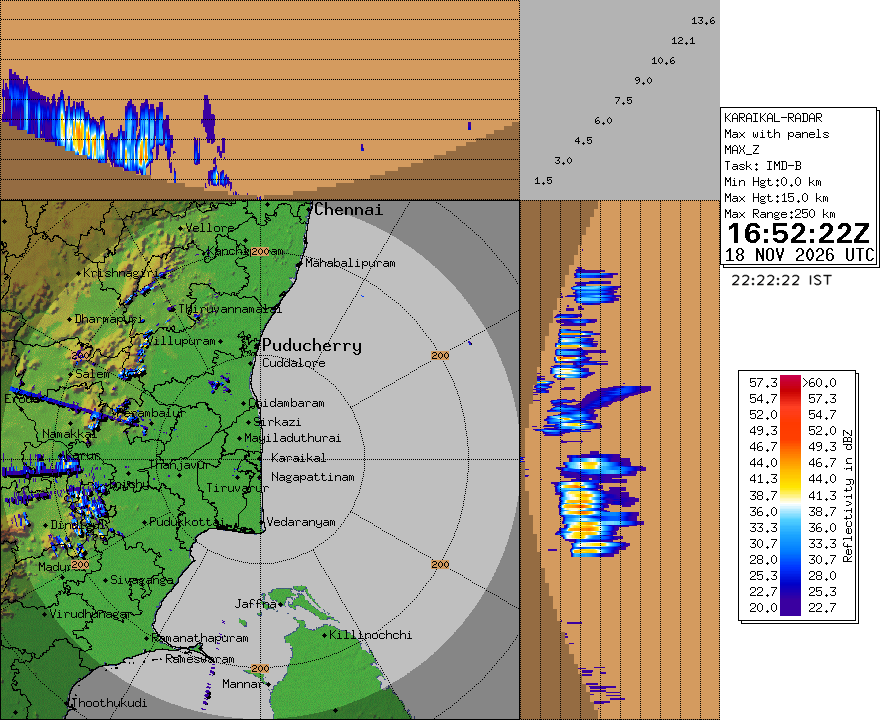 13.6
12.1
10.6
9.0
7.5
6.0
4.5
3.0
1.5
KARAIKAL-RADAR
Max with panels
MAX_Z
Task: IMD-B
Min Hgt:0.0 km
Max Hgt:15.0 km
Max Range:250 km
16:52:22Z
18 NOV 2026 UTC
22:22:22 IST
Chennai
Vellore
200
Mahabalipuram
Krishnagiri
Thiruvannamalai
Dharmapuri
Villupuram
Puducherry
200
200
Cuddalore
Salem
Chidambaram
Perambalur
Sirkazi
Namakkal
Mayiladuthurai
Karur
Thanjavur
Karaikal
Nagapattinam
Tiruvarur
Pudukkottai
Vedaranyam
200
200
Sivaganga
Jaffna
Virudhunagar
Ramanathapuram
Killinochchi
Rameswaram
200
Mannar
Thoothukudi
57.3 >60.0
54.7 57.3
52.0 54.7
49.3 52.0
46.7 49.3
44.0 46.7
41.3 44.0
38.7 41.3
36.0 38.7
33.3 36.0
30.7 33.3
28.0 30.7
25.3 28.0
22.7 25.3
20.0 22.7
Reflectivity in dBZ